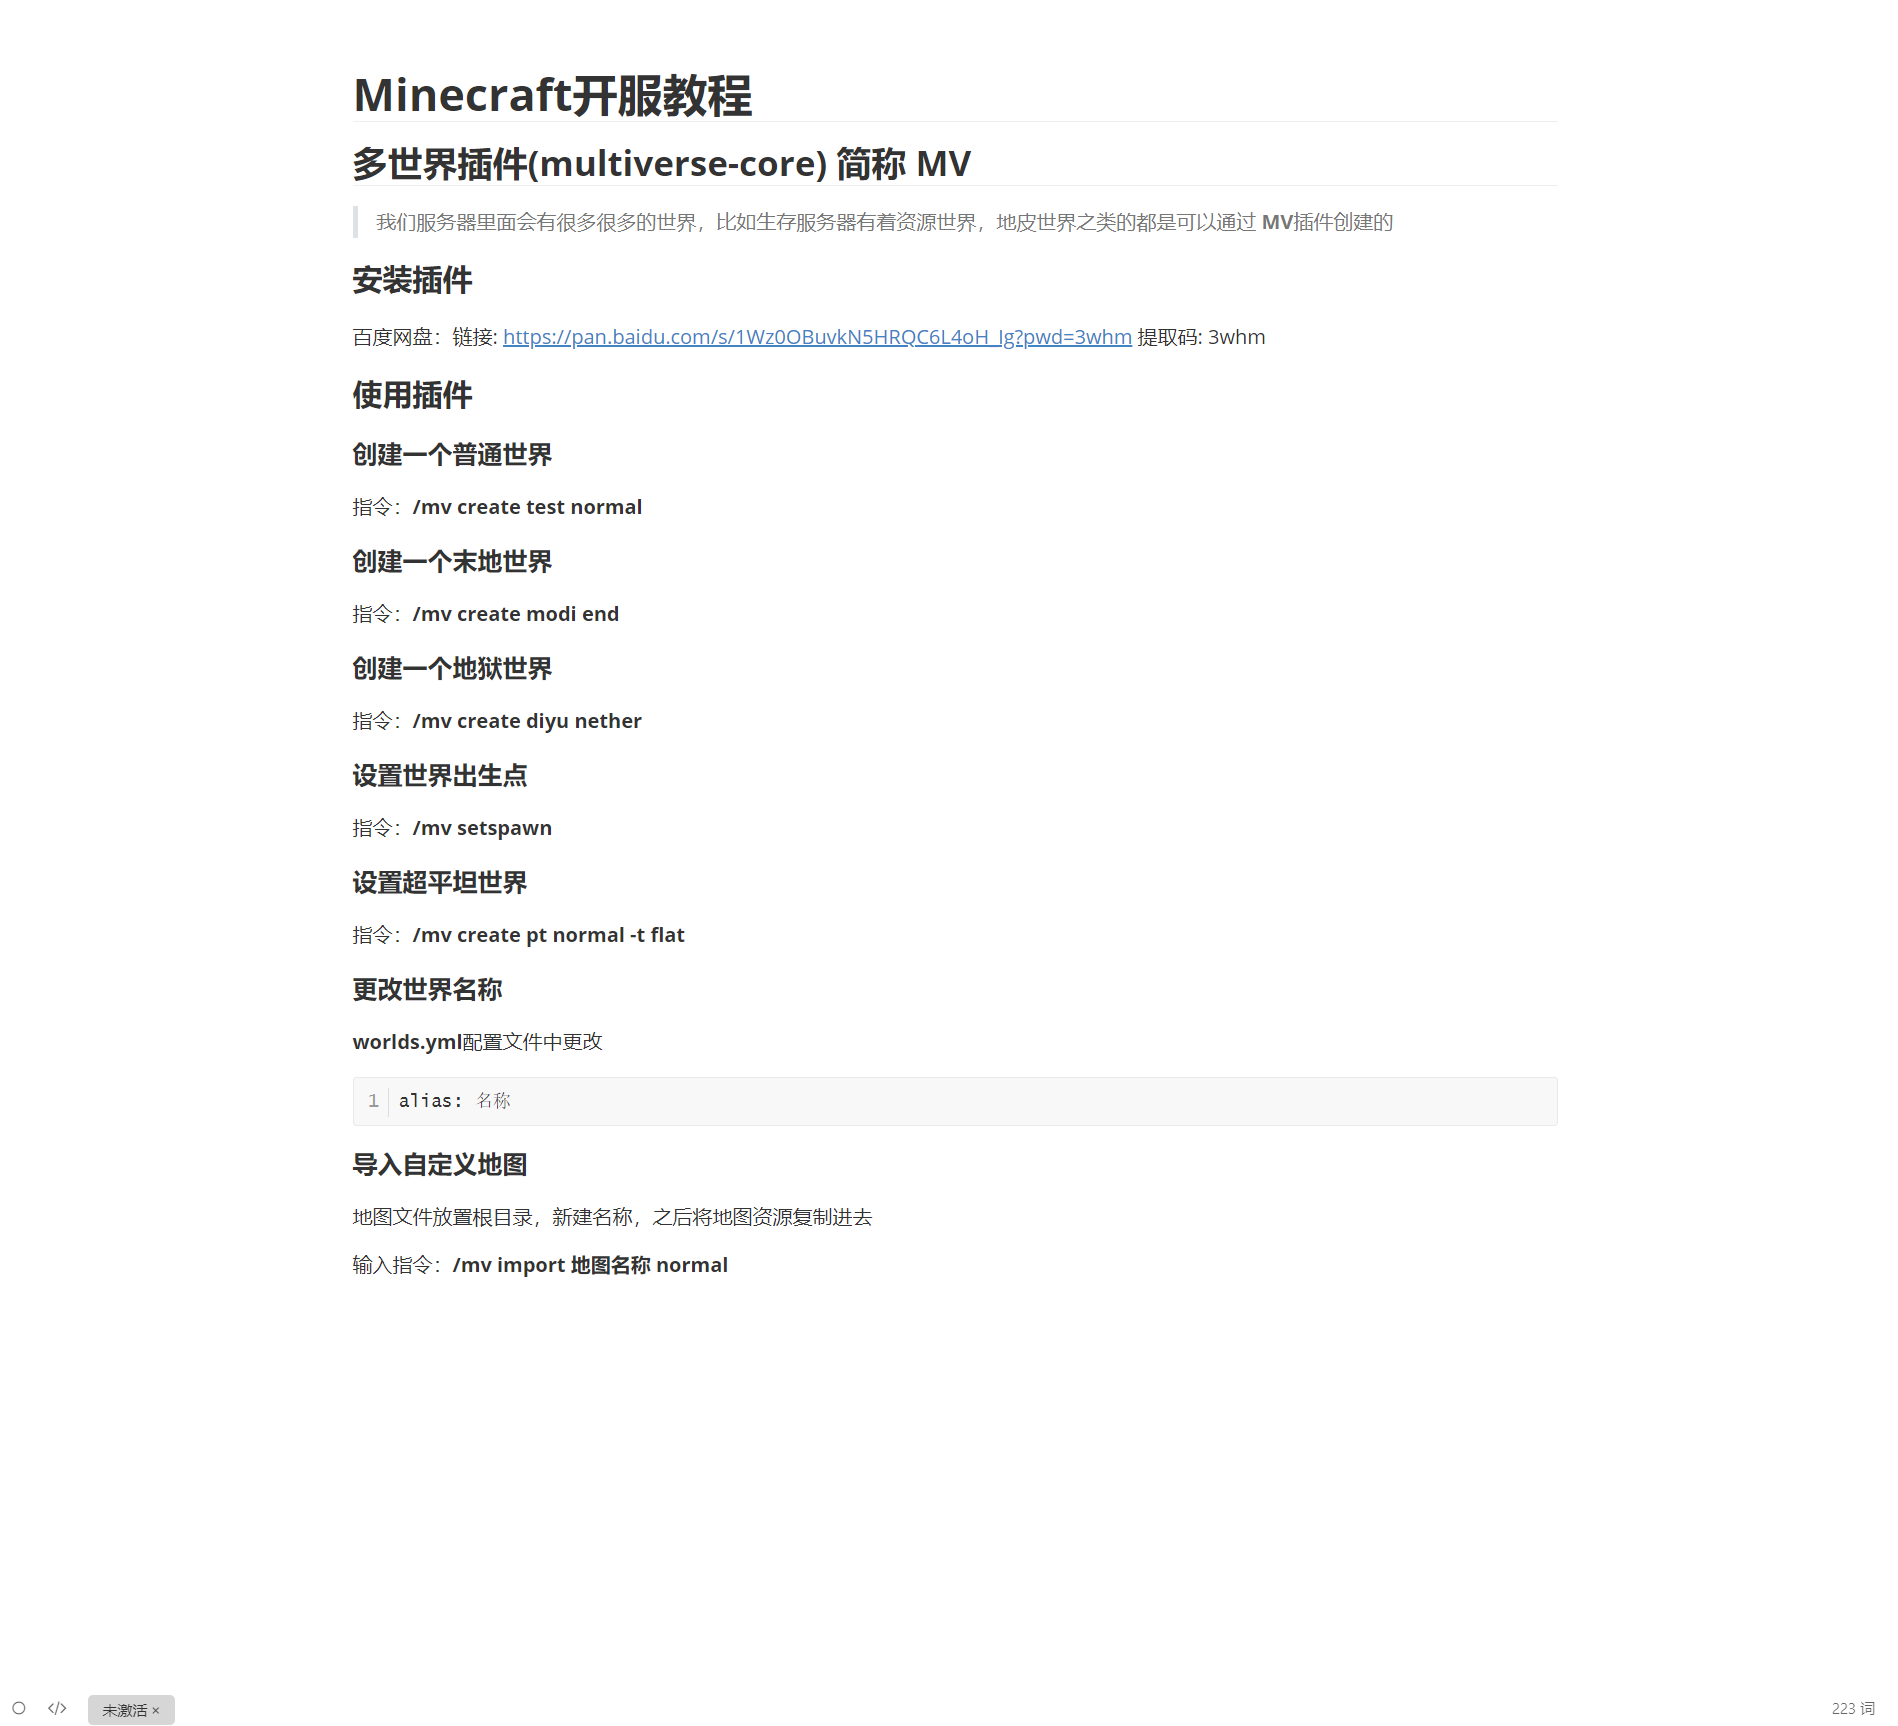 Minecraft开服教程
多世界插件(multiverse-core) 简称 MV
我们服务器里面会有很多很多的世界，比如生存服务器有着资源世界，地皮世界之类的都是可以通过 MV插件创建的
安装插件
百度网盘：链接: https://pan.baidu.com/s/1Wz0OBuvkN5HRQC6L4oH_Ig?pwd=3whm 提取码: 3whm
使用插件
创建一个普通世界
指令：/mv create test normal
创建一个末地世界
指令：/mv create modi end
创建一个地狱世界
指令：/mv create diyu nether
设置世界出生点
指令：/mv setspawn
设置超平坦世界
指令：/mv create pt normal -t flat
更改世界名称
worlds.yml配置文件中更改
1 alias: 名称
导入自定义地图
地图文件放置根目录，新建名称，之后将地图资源复制进去
输入指令：/mv import 地图名称 normal
</> 未激活 × 223 词